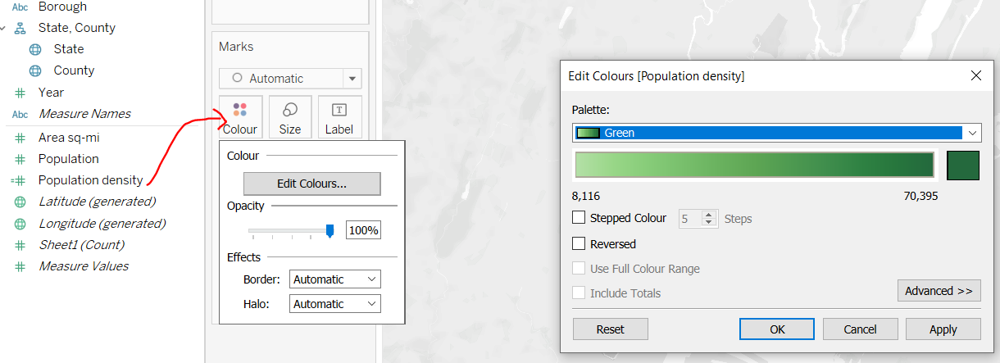 Abc Borough
State, County
State
County
Year
Abc Measure Names
Area sq-mi
Population
Population density
Latitude (generated)
Longitude (generated)
Sheet1 (Count)
Measure Values
Marks
Automatic
Colour Size Label
Colour
Edit Colours...
Opacity
100%
Effects
Border: Automatic
Halo: Automatic
Edit Colours [Population density]
Palette:
Green
8,116 70,395
Stepped Colour 5 Steps
Reversed
Use Full Colour Range
Include Totals
Advanced >>
Reset OK Cancel Apply